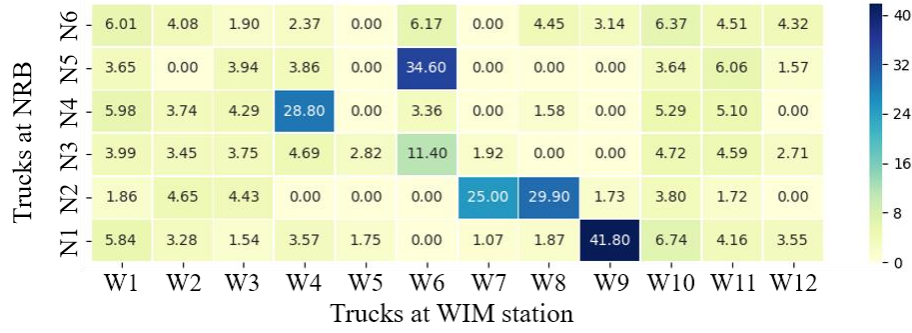 N6 6.01 4.08 1.90 2.37 0.00 6.17 0.00 4.45 3.14 6.37 4.51 4.32
N5 3.65 0.00 3.94 3.86 0.00 34.60 0.00 0.00 0.00 3.64 6.06 1.57
N4 5.98 3.74 4.29 28.80 0.00 3.36 0.00 1.58 0.00 5.29 5.10 0.00
N3 3.99 3.45 3.75 4.69 2.82 11.40 1.92 0.00 0.00 4.72 4.59 2.71
N2 1.86 4.65 4.43 0.00 0.00 0.00 25.00 29.90 1.73 3.80 1.72 0.00
N1 5.84 3.28 1.54 3.57 1.75 0.00 1.07 1.87 41.80 6.74 4.16 3.55
W1 W2 W3 W4 W5 W6 W7 W8 W9 W10 W11 W12
Trucks at WIM station
Trucks at NRB
40
32
24
16
8
0